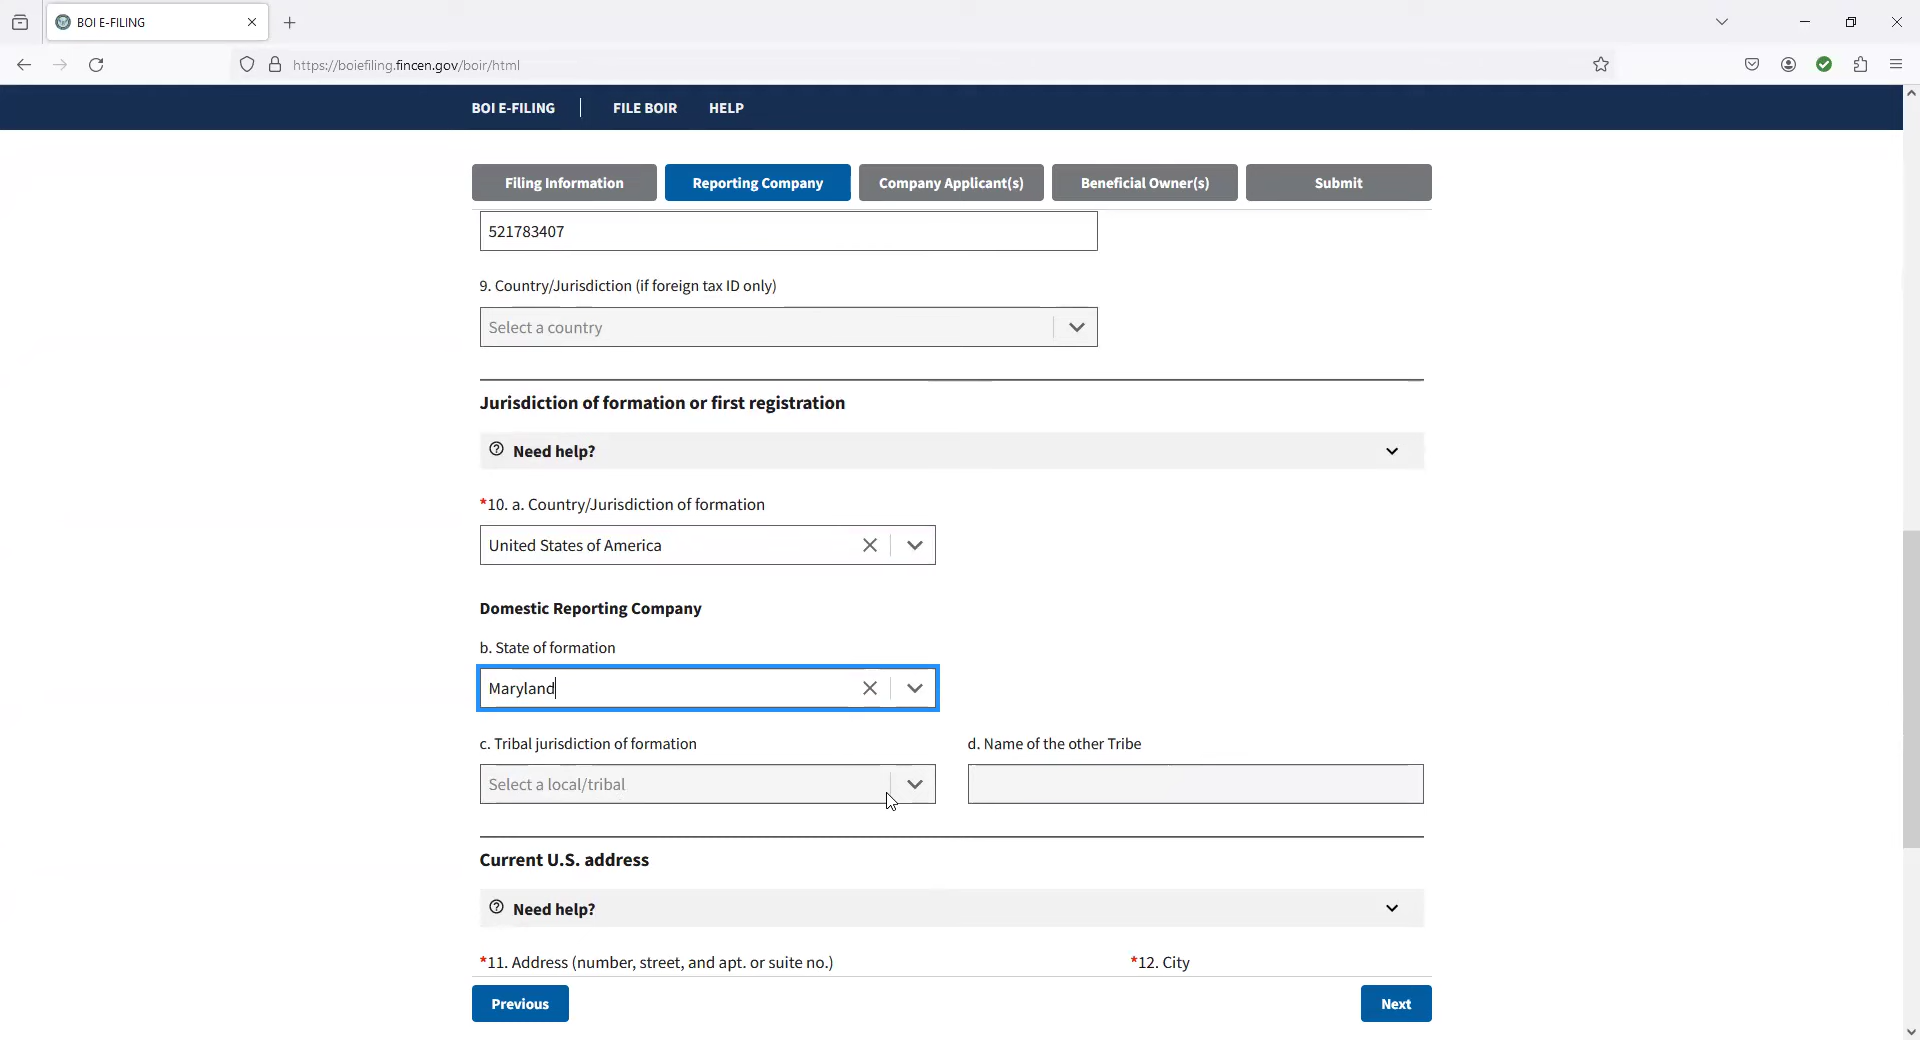 BOI E-FILING
https://boiefiling.fincen.gov/boir/html
BOI E-FILING
FILE BOIR
HELP
Filing Information
Reporting Company
Company Applicant(s)
Beneficial Owner(s)
Submit
521783407
9. Country/Jurisdiction (if foreign tax ID only)
Select a country
Jurisdiction of formation or first registration
Need help?
*10. a. Country/Jurisdiction of formation
United States of America
Domestic Reporting Company
b. State of formation
Maryland
c. Tribal jurisdiction of formation
d. Name of the other Tribe
Select a local/tribal
Current U.S. address
Need help?
*11. Address (number, street, and apt. or suite no.)
*12. City
Previous
Next